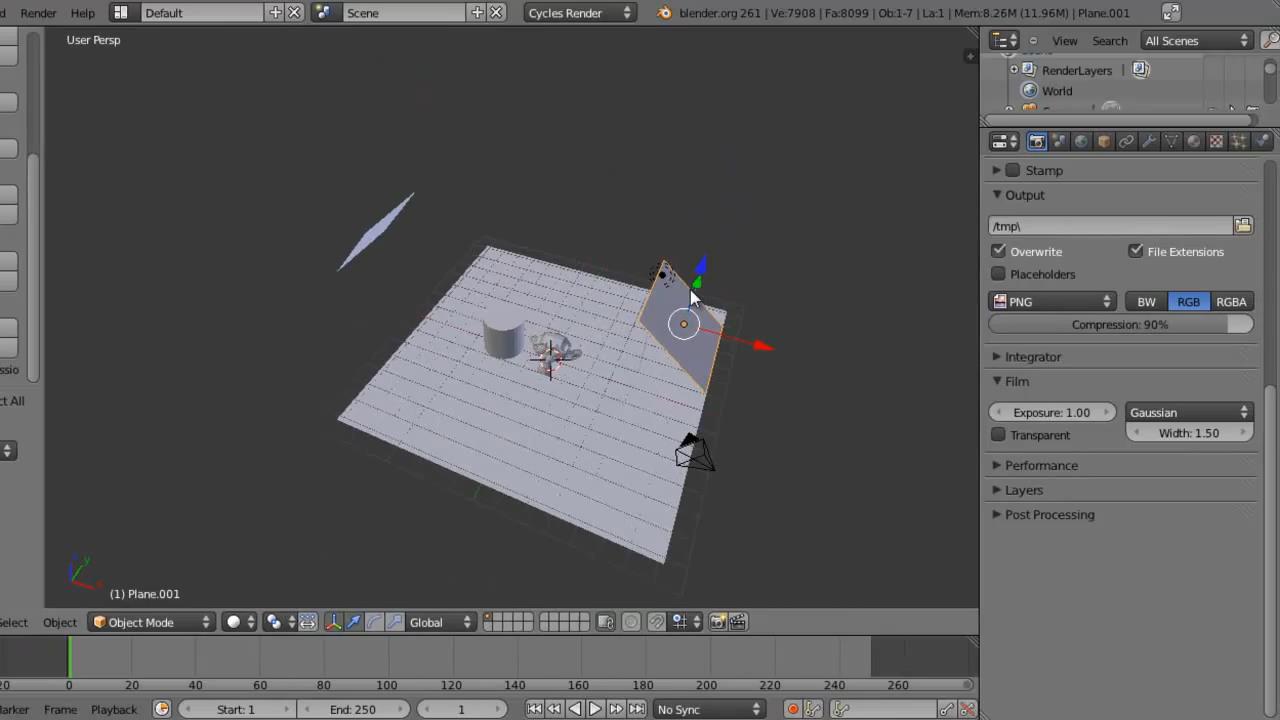 Render Help Default Scene Cycles Render blender.org 261 | Ve:7908 | Fa:8099 | Ob:1-7 | La:1 | Mem:8.26M (11.96M) | Plane.001
User Persp
View Search All Scenes
RenderLayers
World
Stamp
Output
/tmp\
Overwrite File Extensions
Placeholders
PNG BW RGB RGBA
Compression: 90%
Integrator
Film
Exposure: 1.00 Gaussian
Transparent Width: 1.50
Performance
Layers
Post Processing
ssio
ct All
z
y
x
(1) Plane.001
Select Object Object Mode Global
20 0 20 40 60 80 100 120 140 160 180 200 220 240 260
Marker Frame Playback Start: 1 End: 250 1 No Sync